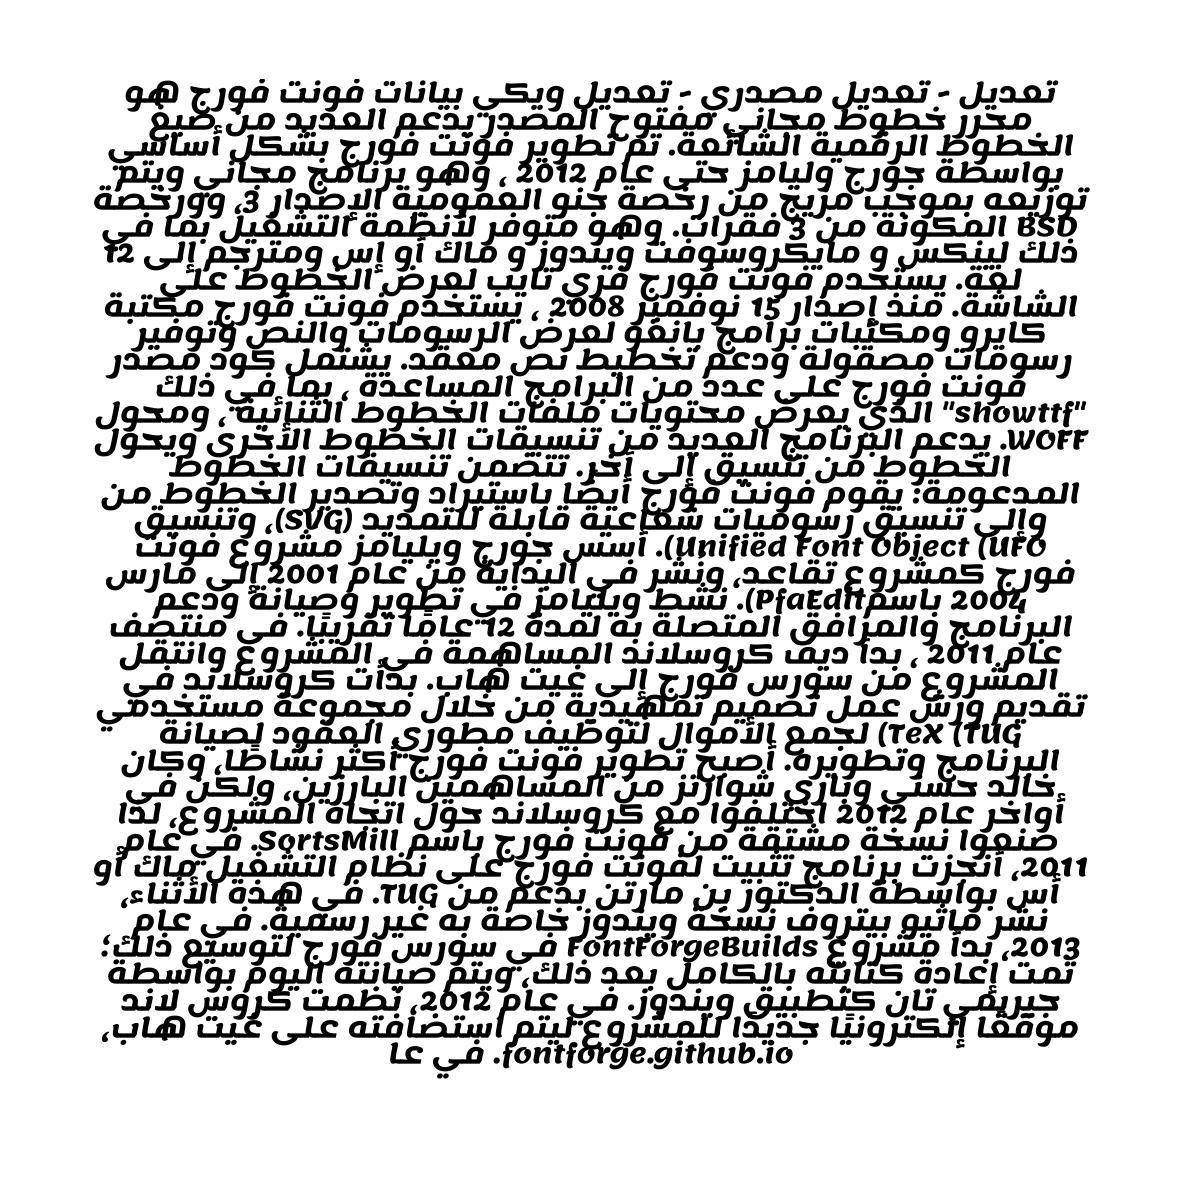 تعديل - تعديل مصدري - تعديل ويكي بيانات فونت فورج هو
محرر خطوط مجاني مفتوح المصدر يدعم العديد من صيغ
الخطوط الرقمية الشائعة. تم تطوير فونت فورج بشكل أساسي
بواسطة جورج وليامز حتى عام 2012 ، وهو برنامج مجاني ويتم
توزيعه بموجب مزيج من رخصة جنو العمومية الإصدار 3، وورخصة
BSD المكونة من 3 فقراب. وهو متوفر لأنظمة التشغيل بما في
ذلك لينكس و مايكروسوفت ويندوز و ماك أو إس ومترجم إلى 12
لغة. يستخدم فونت فورج فري تايب لعرض الخطوط على
الشاشة. منذ إصدار 15 نوفمبر 2008 ، يستخدم فونت فورج مكتبة
كايرو ومكتبات برامج بانغو لعرض الرسومات والنص وتوفير
رسومات مصقولة ودعم تخطيط نص معقد. يشتمل كود مصدر
فونت فورج على عدد من البرامج المساعدة ، بما في ذلك
"showttf" الذي يعرض محتويات ملفات الخطوط الثنائية ، ومحول
WOFF. يدعم البرنامج العديد من تنسيقات الخطوط الأخرى ويحول
الخطوط من تنسيق إلى أخر. تتضمن تنسيقات الخطوط
المدعومة: يقوم فونت فورج أيضًا باستيراد وتصدير الخطوط من
وإلى تنسيق رسوميات شعاعية قابلة للتمديد (SVG)، وتنسيق
Unified Font Object (UFO). أسس جورج ويليامز مشروع فونت
فورج كمشروع تقاعد، ونُشر في البداية من عام 2001 إلى مارس
2004 باسمPfaEdit). نشط ويليامز في تطوير وصيانة ودعم
البرنامج والمرافق المتصلة به لمدة 12 عامًا تقريبًا. في منتصف
عام 2011 ، بدأ ديف كروسلاند المساهمة في المشروع وانتقل
المشروع من سورس فورج إلى غيت هاب. بدأت كروسلاند في
تقديم ورش عمل تصميم تمهيدية من خلال مجموعة مستخدمي
TeX (TUG) لجمع الأموال لتوظيف مطوري العقود لصيانة
البرنامج وتطويره. أصبح تطوير فونت فورج أكثر نشاطًا، وكان
خالد حسني وباري شوارتز من المساهمين البارزين، ولكن في
أواخر عام 2012 اختلفوا مع كروسلاند حول اتجاه المشروع، لذا
صنعوا نسخة مشتقة من فونت فورج باسم SortsMill. في عام
2011، أنجزت برنامج تثبيت لفونت فورج على نظام التشغيل ماك أو
أس بواسطة الدكتور بن مارتن بدعم من TUG. في هذه الأثناء،
نشر ماثيو بيتروف نسخة ويندوز خاصة به غير رسمية. في عام
2013، بدأ مشروع FontForgeBuilds في سورس فورج لتوسيع ذلك؛
تمت إعادة كتابته بالكامل بعد ذلك، ويتم صيانته اليوم بواسطة
جيريمي تان كتطبيق ويندوز. في عام 2012، نظمت كروس لاند
موقعًا إلكترونيًا جديدًا للمشروع ليتم استضافته على غيت هاب،
fontforge.github.io. في عا